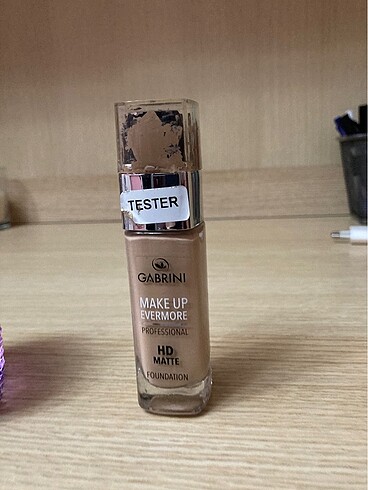 TESTER
GABRINI
MAKE UP
EVERMORE
PROFESSIONAL
HD
MATTE
FOUNDATION